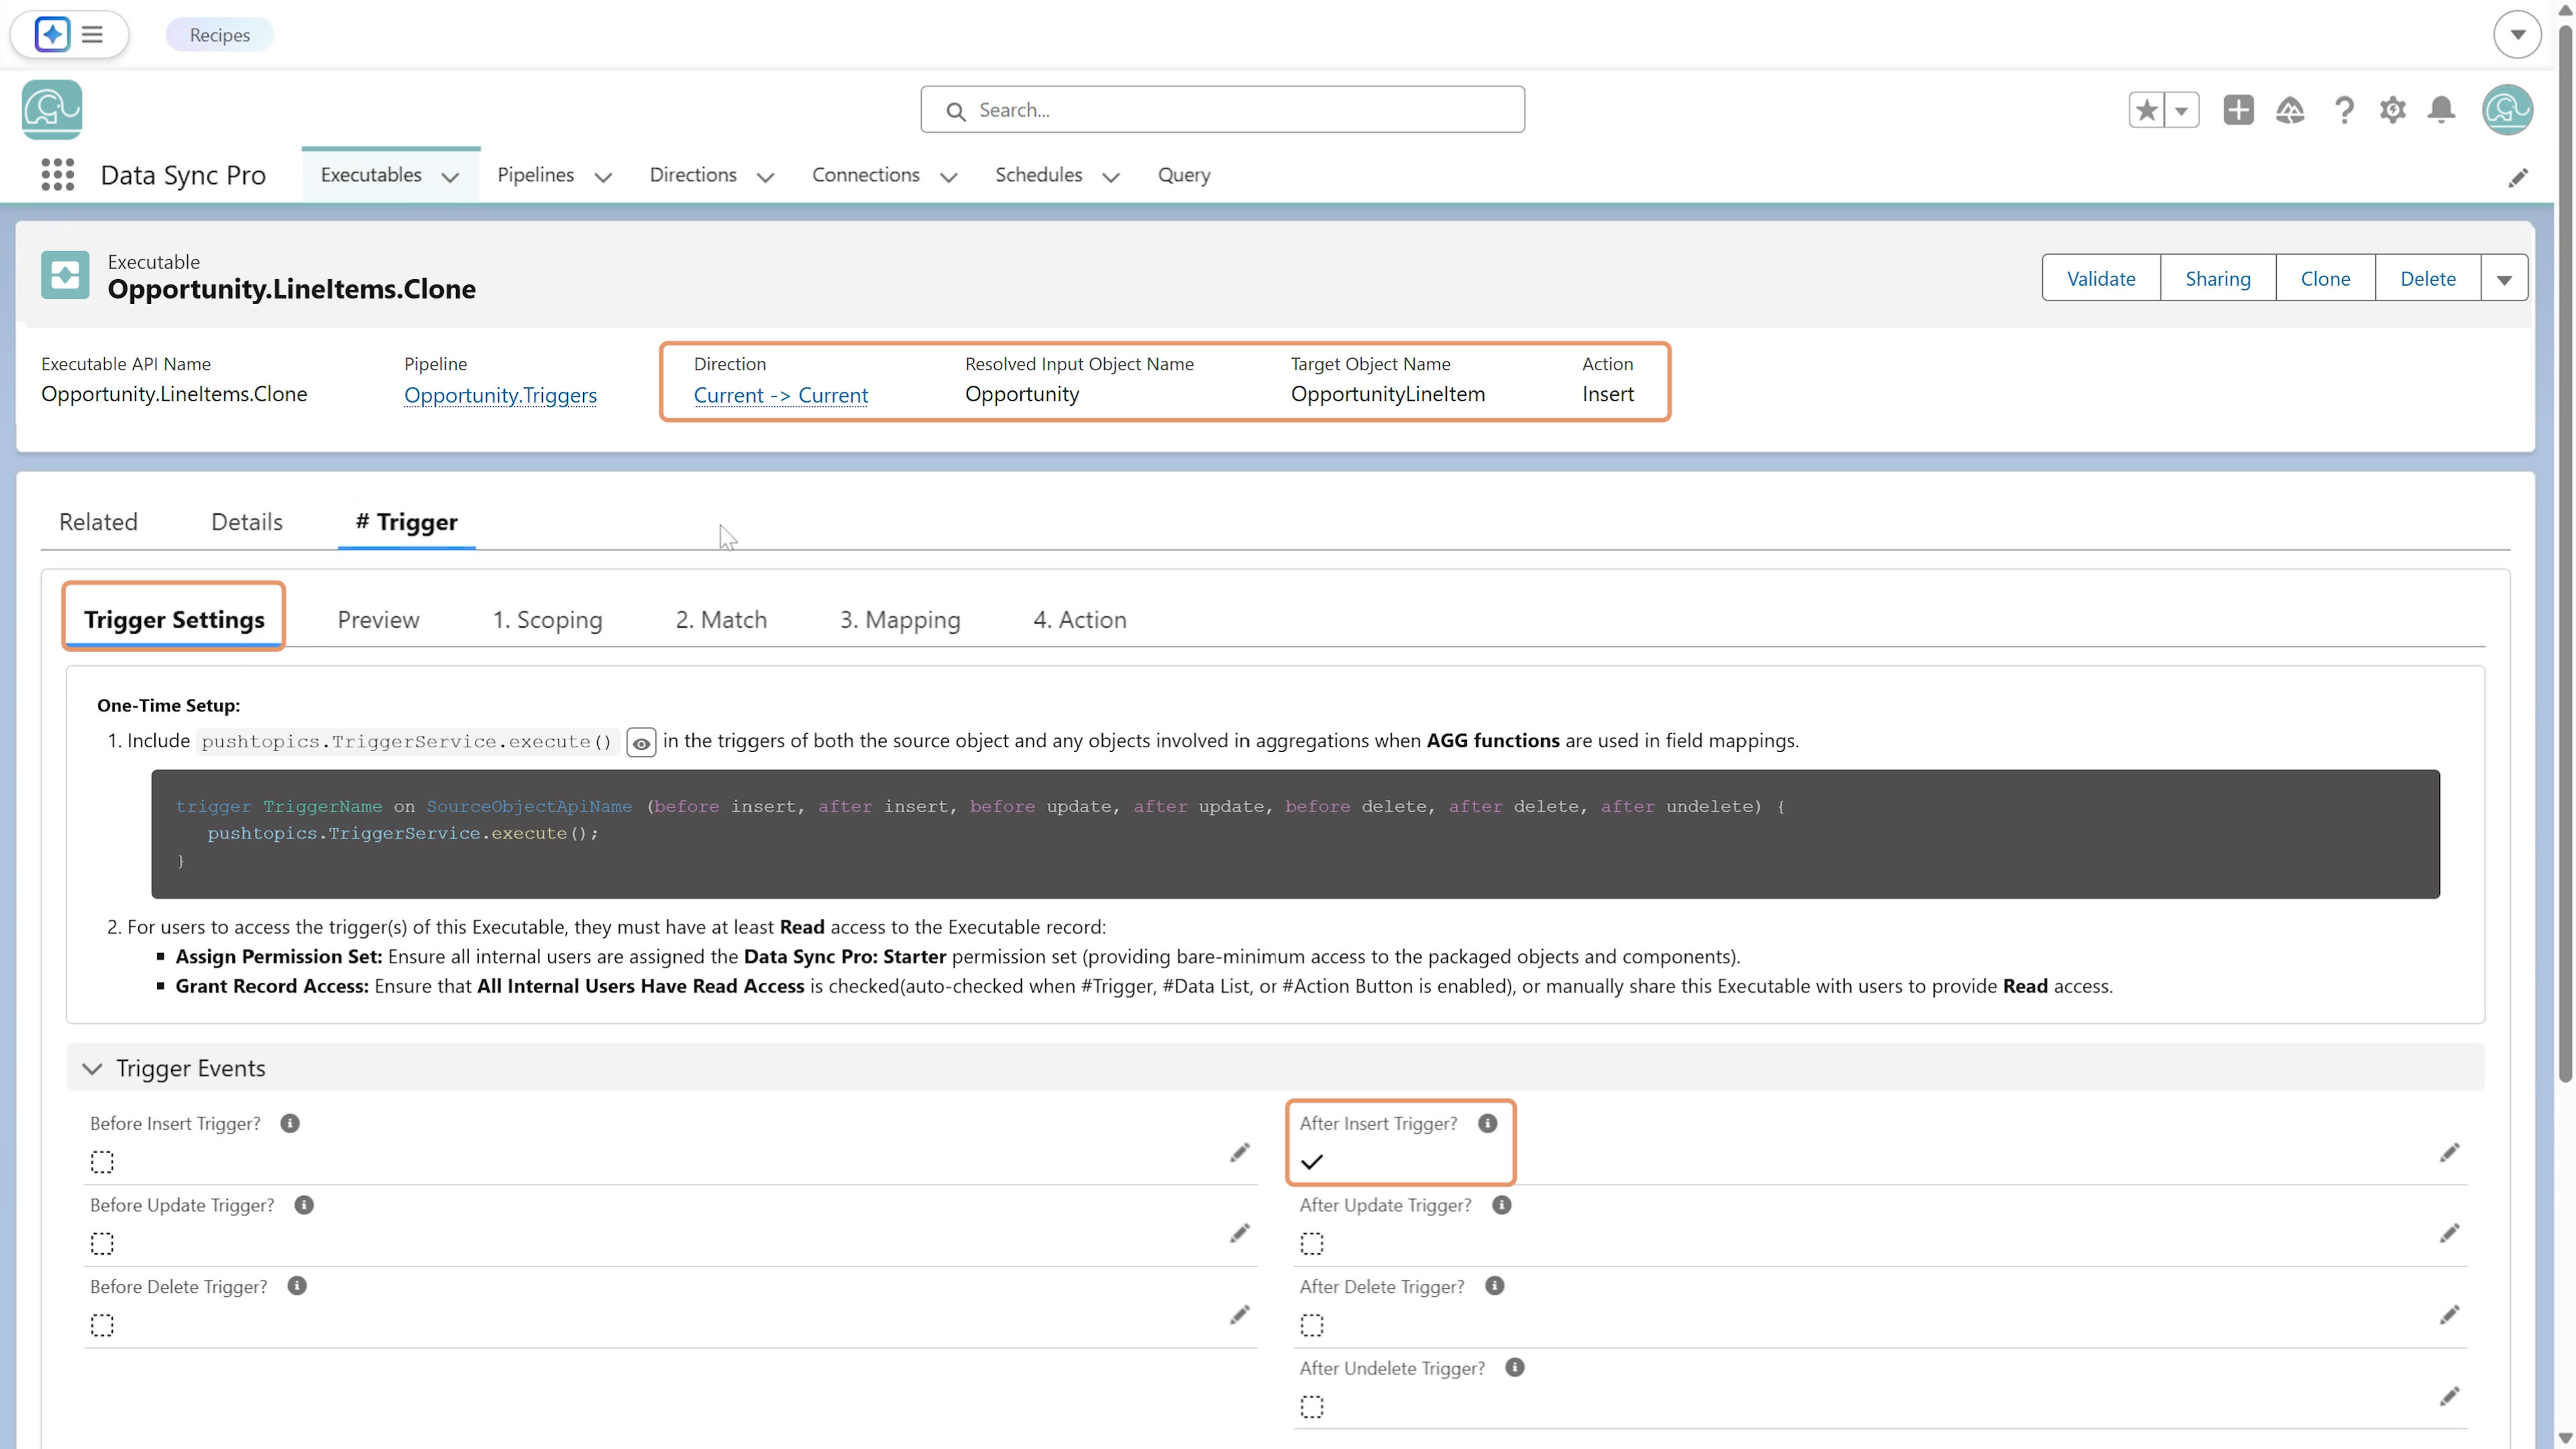 Recipes
Search...
Data Sync Pro
Executables
Pipelines
Directions
Connections
Schedules
Query
Executable
Opportunity.LineItems.Clone
Validate
Sharing
Clone
Delete
Executable API Name
Pipeline
Direction
Resolved Input Object Name
Target Object Name
Action
Opportunity.LineItems.Clone
Opportunity.Triggers
Current -> Current
Opportunity
OpportunityLineItem
Insert
Related
Details
# Trigger
Trigger Settings
Preview
1. Scoping
2. Match
3. Mapping
4. Action
One-Time Setup:
1. Include pushtopics.TriggerService.execute() in the triggers of both the source object and any objects involved in aggregations when AGG functions are used in field mappings.
trigger TriggerName on SourceObjectApiName (before insert, after insert, before update, after update, before delete, after delete, after undelete) {
pushtopics.TriggerService.execute();
}
2. For users to access the trigger(s) of this Executable, they must have at least Read access to the Executable record:
▪ Assign Permission Set: Ensure all internal users are assigned the Data Sync Pro: Starter permission set (providing bare-minimum access to the packaged objects and components).
▪ Grant Record Access: Ensure that All Internal Users Have Read Access is checked(auto-checked when #Trigger, #Data List, or #Action Button is enabled), or manually share this Executable with users to provide Read access.
Trigger Events
Before Insert Trigger?
After Insert Trigger?
Before Update Trigger?
After Update Trigger?
Before Delete Trigger?
After Delete Trigger?
After Undelete Trigger?